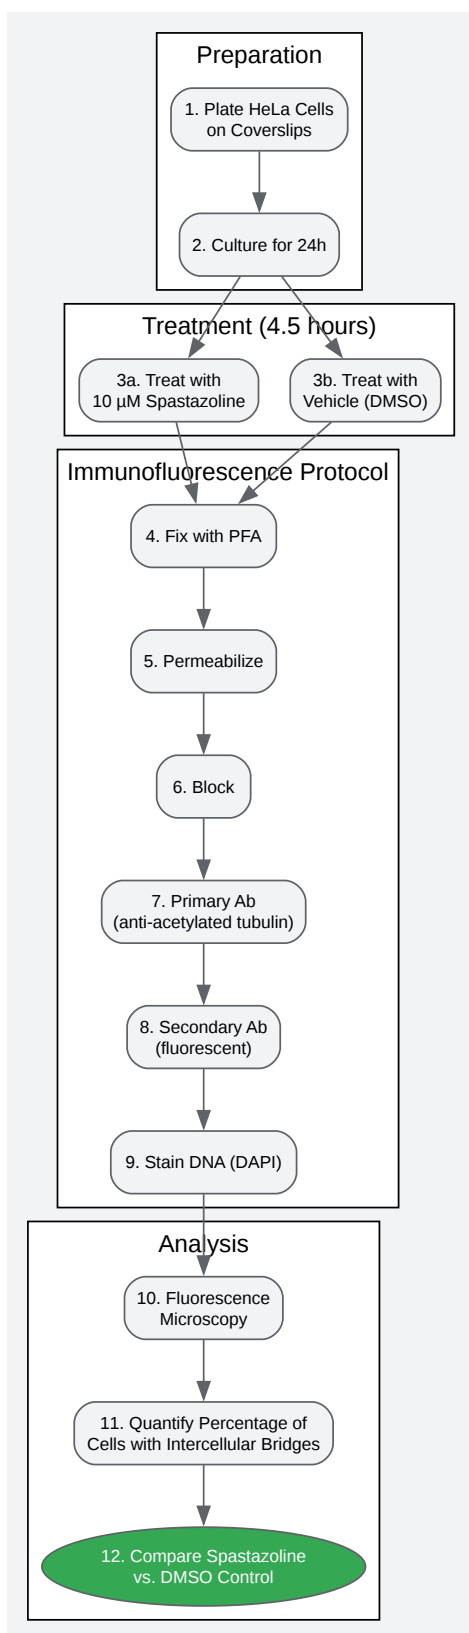 Preparation
1. Plate HeLa Cells
on Coverslips
2. Culture for 24h
Treatment (4.5 hours)
3a. Treat with
10 µM Spastazoline
3b. Treat with
Vehicle (DMSO)
Immunofluorescence Protocol
4. Fix with PFA
5. Permeabilize
6. Block
7. Primary Ab
(anti-acetylated tubulin)
8. Secondary Ab
(fluorescent)
9. Stain DNA (DAPI)
Analysis
10. Fluorescence
Microscopy
11. Quantify Percentage of
Cells with Intercellular Bridges
12. Compare Spastazoline
vs. DMSO Control